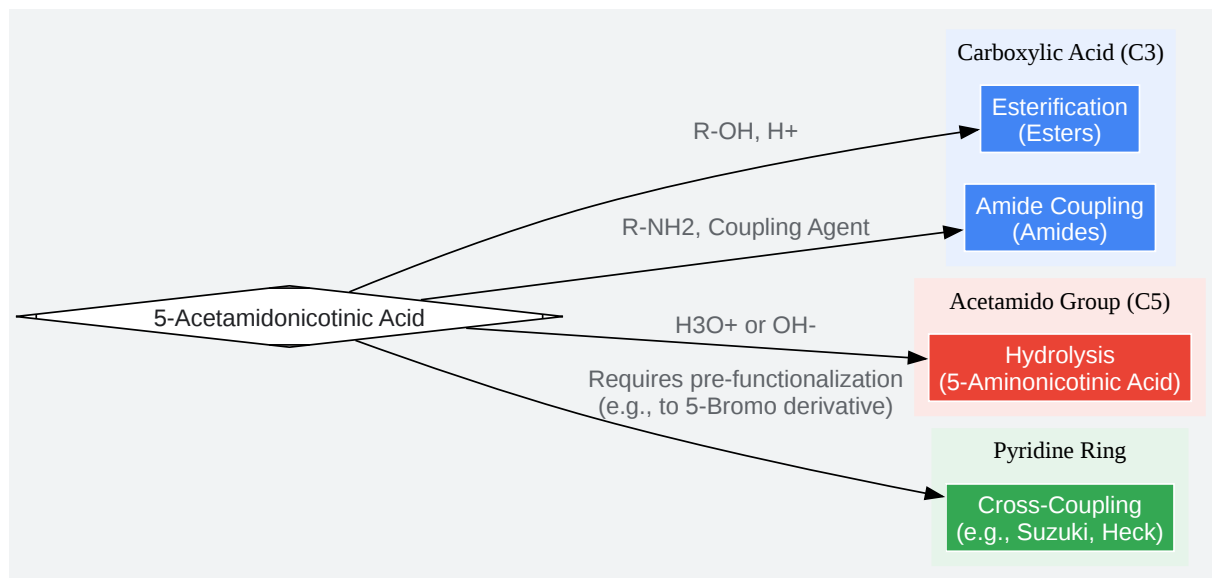 Carboxylic Acid (C3)
Esterification
(Esters)
R-OH, H+
Amide Coupling
(Amides)
R-NH2, Coupling Agent
5-Acetamidonicotinic Acid
Acetamido Group (C5)
H3O+ or OH-
Hydrolysis
(5-Aminonicotinic Acid)
Requires pre-functionalization
(e.g., to 5-Bromo derivative)
Pyridine Ring
Cross-Coupling
(e.g., Suzuki, Heck)